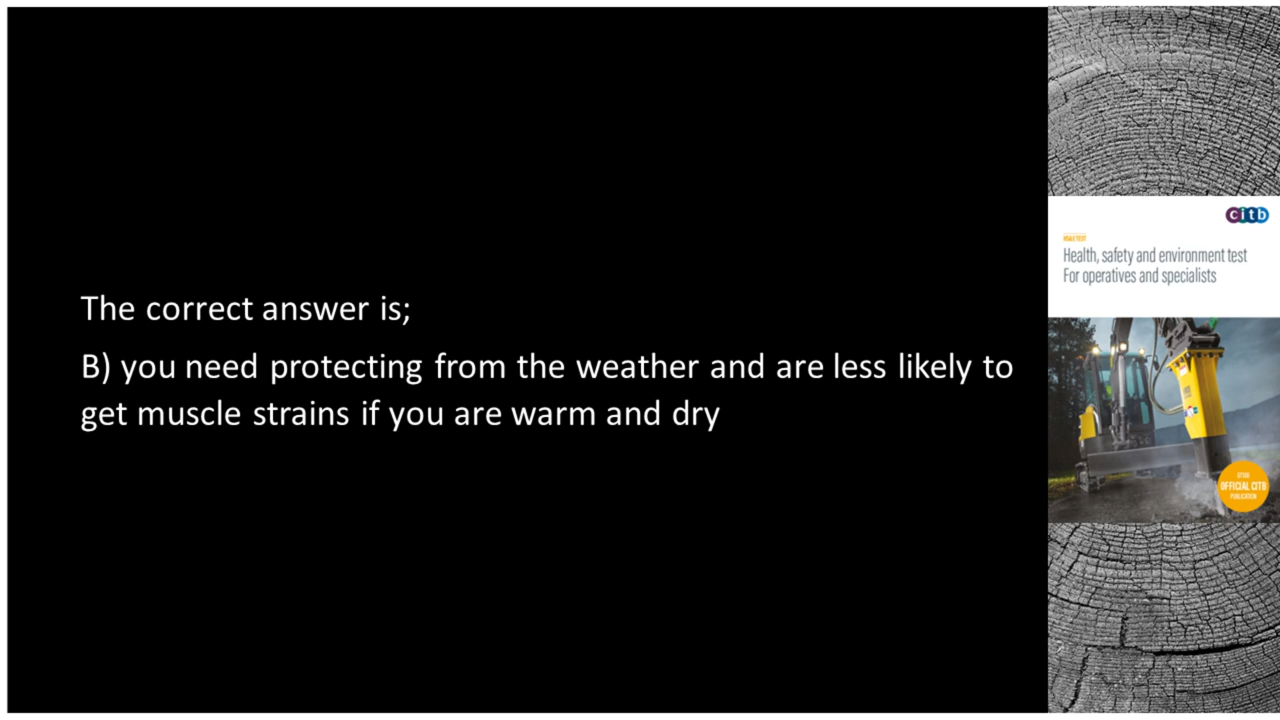 The correct answer is;
B) you need protecting from the weather and are less likely to
get muscle strains if you are warm and dry
citb
Health, safety and environment test
For operatives and specialists
OFFICIAL CITB
PUBLICATION